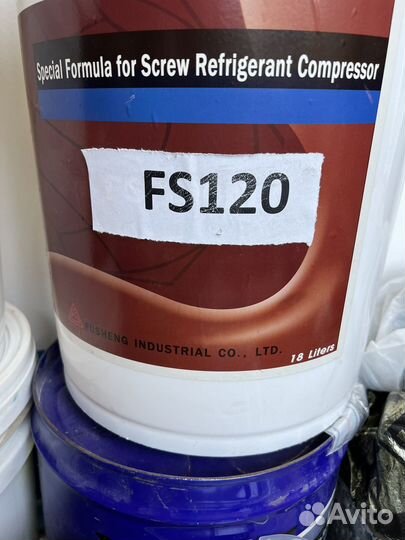 Special Formula for Screw Refrigerant Compressor
FS120
FUSHENG INDUSTRIAL CO., LTD.
18 Liters
Avito